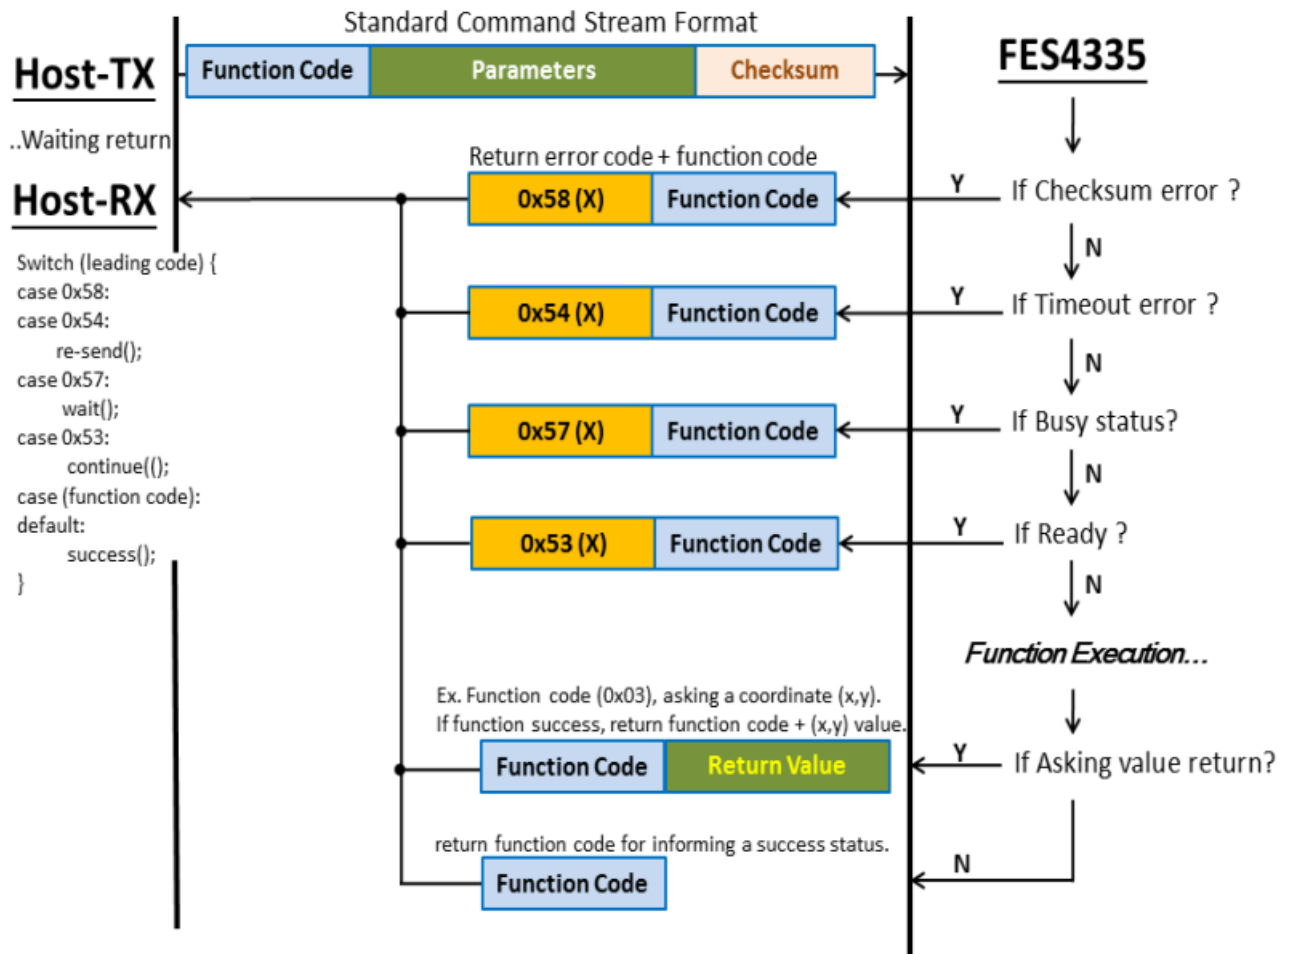 Standard Command Stream Format
Host-TX
Function Code
Parameters
Checksum
FES4335
..Waiting return
Return error code + function code
Host-RX
0x58 (X)
Function Code
Y
If Checksum error ?
N
Switch (leading code) {
case 0x58:
case 0x54:
re-send();
case 0x57:
wait();
case 0x53:
continue(();
case (function code):
default:
success();
}
0x54 (X)
Function Code
Y
If Timeout error ?
N
0x57 (X)
Function Code
Y
If Busy status?
N
0x53 (X)
Function Code
Y
If Ready ?
N
Function Execution...
Ex. Function code (0x03), asking a coordinate (x,y).
If function success, return function code + (x,y) value.
Function Code
Return Value
Y
If Asking value return?
return function code for informing a success status.
Function Code
N